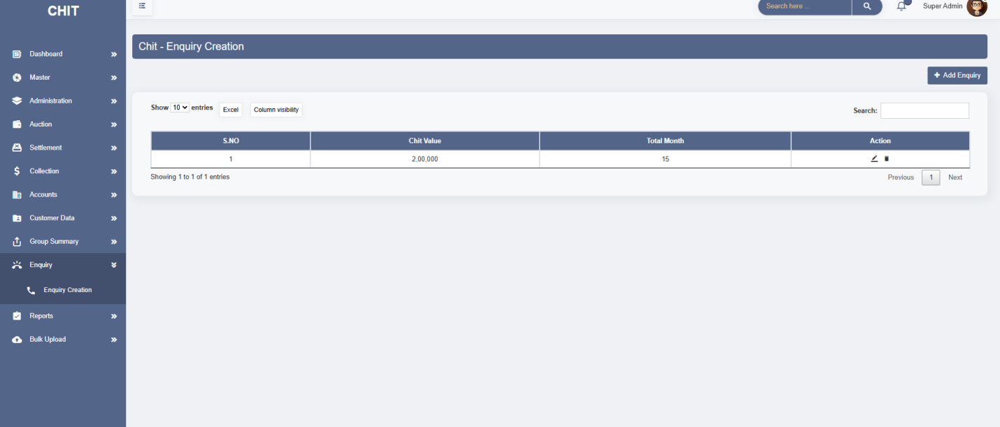 CHIT
Dashboard
Master
Administration
Auction
Settlement
Collection
Accounts
Customer Data
Group Summary
Enquiry
Enquiry Creation
Reports
Bulk Upload
Search here ...
Super Admin
Chit - Enquiry Creation
Add Enquiry
Show 10 entries Excel Column visibility Search:
S.NO Chit Value Total Month Action
1 2,00,000 15
Showing 1 to 1 of 1 entries Previous 1 Next